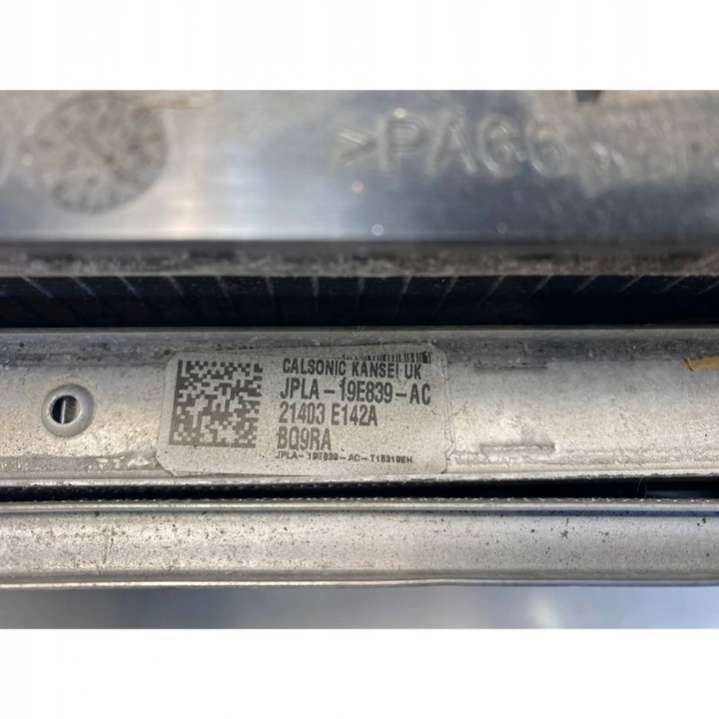 >PA66
CALSONIC KANSEI UK
JPLA-19E839-AC
21403 E142A
BQ9RA